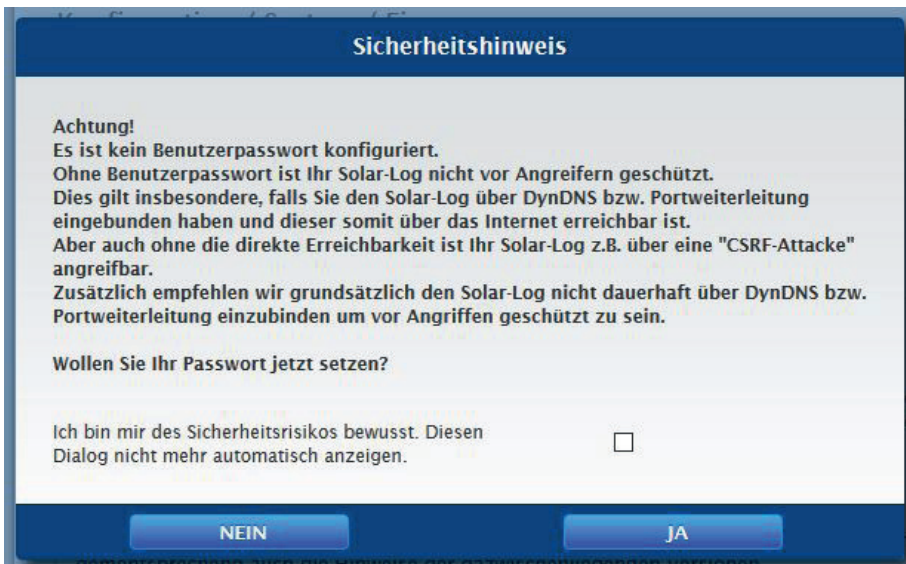 Sicherheitshinweis
Achtung!
Es ist kein Benutzerpasswort konfiguriert.
Ohne Benutzerpasswort ist Ihr Solar-Log nicht vor Angreifern geschützt.
Dies gilt insbesondere, falls Sie den Solar-Log über DynDNS bzw. Portweiterleitung
eingebunden haben und dieser somit über das Internet erreichbar ist.
Aber auch ohne die direkte Erreichbarkeit ist Ihr Solar-Log z.B. über eine "CSRF-Attacke"
angreifbar.
Zusätzlich empfehlen wir grundsätzlich den Solar-Log nicht dauerhaft über DynDNS bzw.
Portweiterleitung einzubinden um vor Angriffen geschützt zu sein.
Wollen Sie Ihr Passwort jetzt setzen?
Ich bin mir des Sicherheitsrisikos bewusst. Diesen
Dialog nicht mehr automatisch anzeigen.
NEIN JA